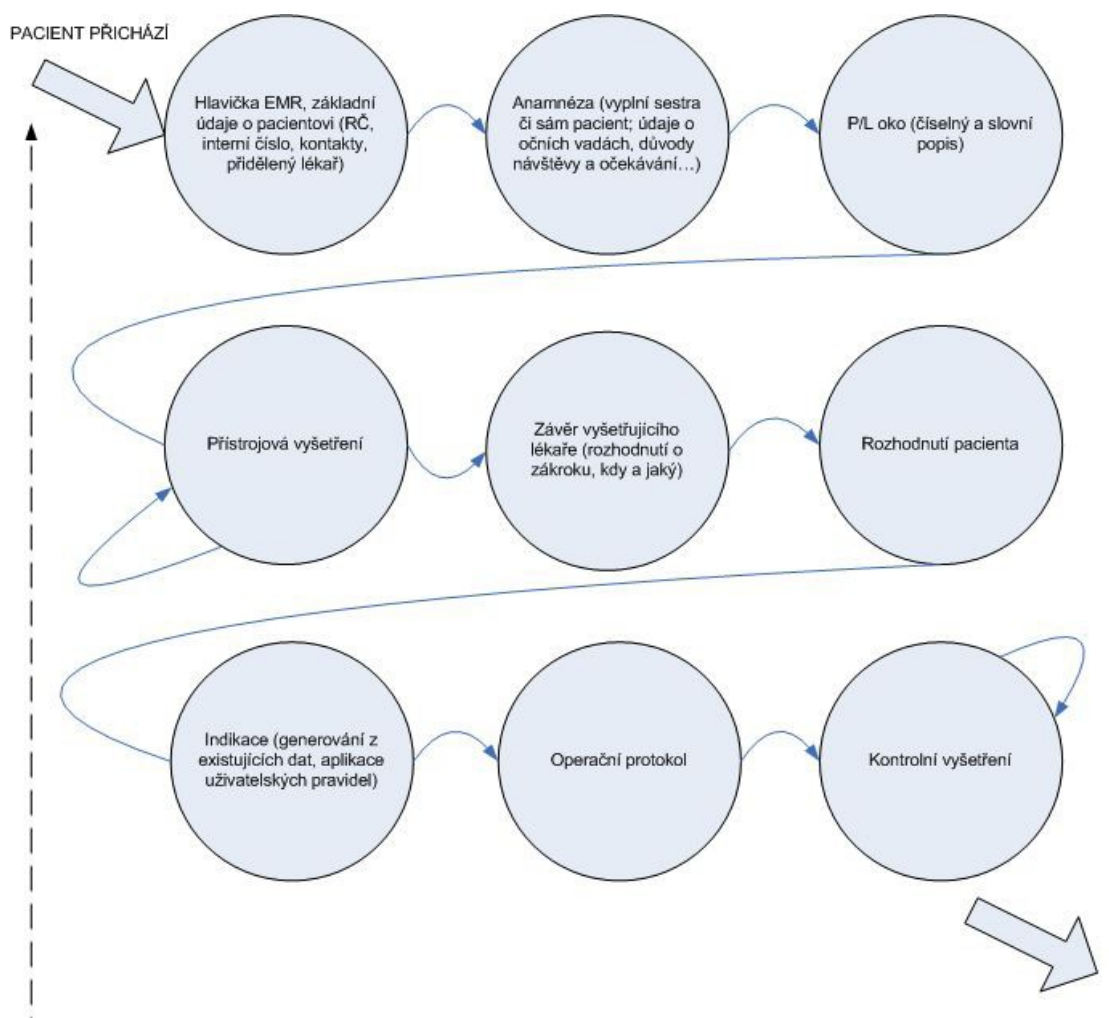 PACIENT PŘICHÁZÍ
Hlavička EMR, základní
údaje o pacientovi (RČ,
interní číslo, kontakty,
přidělený lékař)
Anamnéza (vyplní sestra
či sám pacient; údaje o
očních vadách, důvody
návštěvy a očekávání…)
P/L oko (číselný a slovní
popis)
Přístrojová vyšetření
Závěr vyšetřujícího
lékaře (rozhodnutí o
zákroku, kdy a jaký)
Rozhodnutí pacienta
Indikace (generování z
existujících dat, aplikace
uživatelských pravidel)
Operační protokol
Kontrolní vyšetření